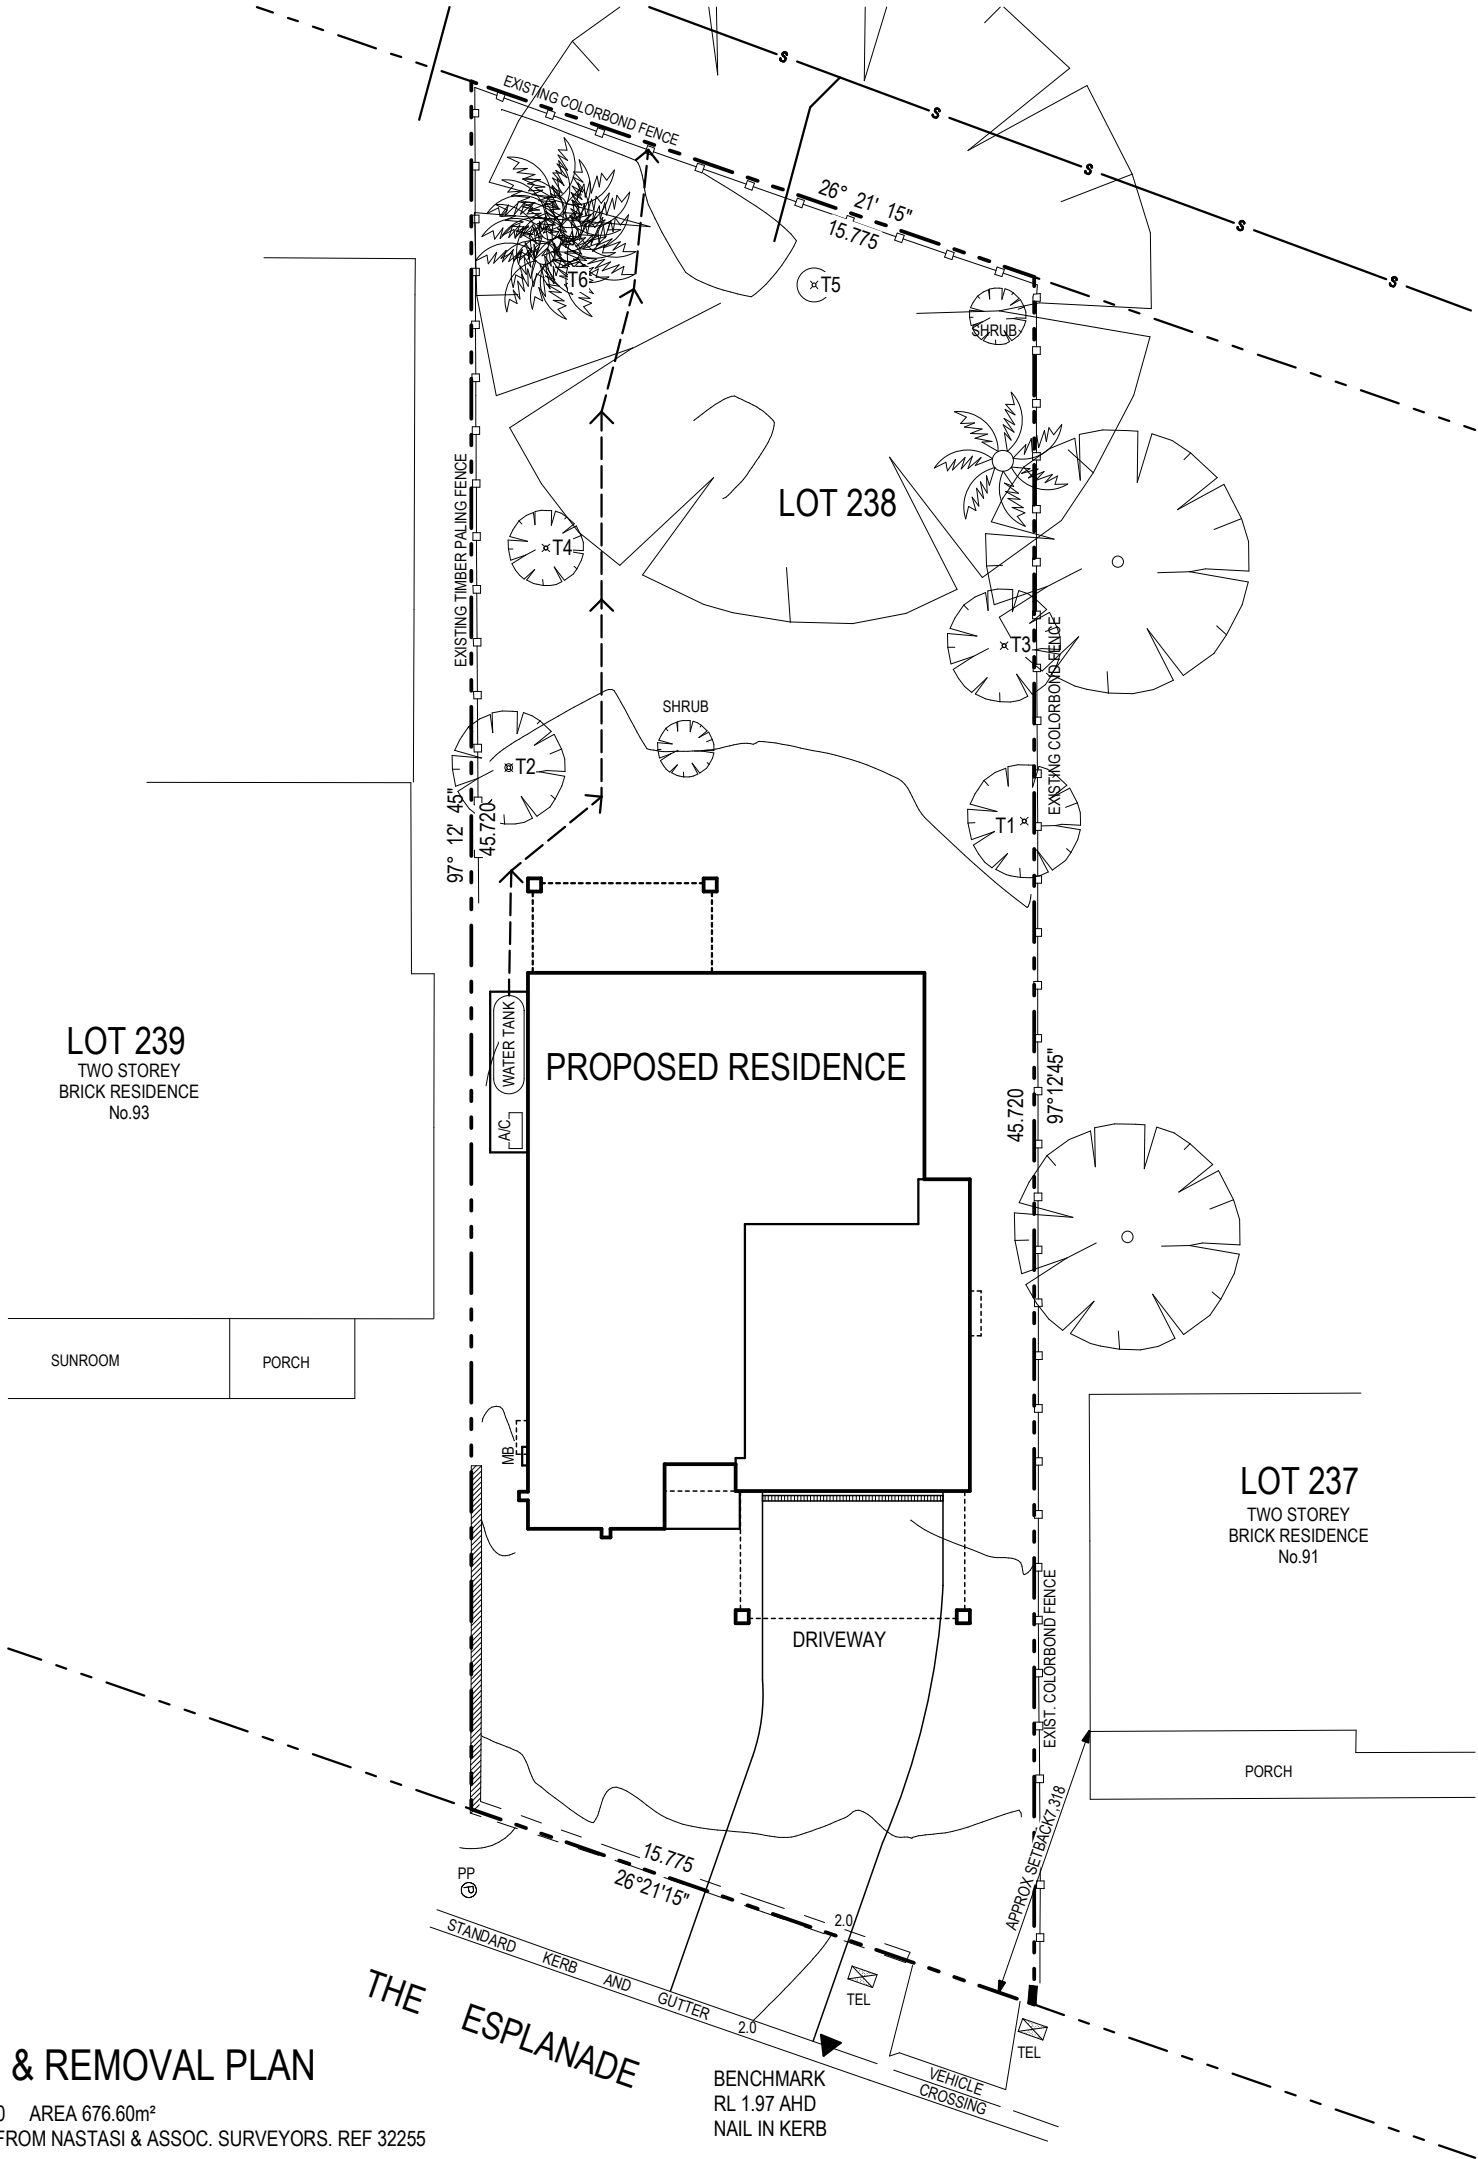 S
S
S
S
S
EXISTING COLORBOND FENCE
26° 21' 15"
15.775
T6
T5
SHRUB
LOT 238
EXISTING TIMBER PALING FENCE
T4
T3
EXISTING COLORBOND FENCE
SHRUB
T2
T1
97° 12' 45"
45.720
WATER TANK
A/C
PROPOSED RESIDENCE
LOT 239
TWO STOREY
BRICK RESIDENCE
No.93
45.720
97°12'45"
SUNROOM
PORCH
MB
LOT 237
TWO STOREY
BRICK RESIDENCE
No.91
EXIST. COLORBOND FENCE
DRIVEWAY
PORCH
APPROX SETBACK7,318
15.775
26°21'15"
PP
P
2.0
STANDARD KERB AND GUTTER
2.0
TEL
TEL
THE ESPLANADE
VEHICLE
CROSSING
BENCHMARK
RL 1.97 AHD
NAIL IN KERB
& REMOVAL PLAN
0 AREA 676.60m²
FROM NASTASI & ASSOC. SURVEYORS. REF 32255